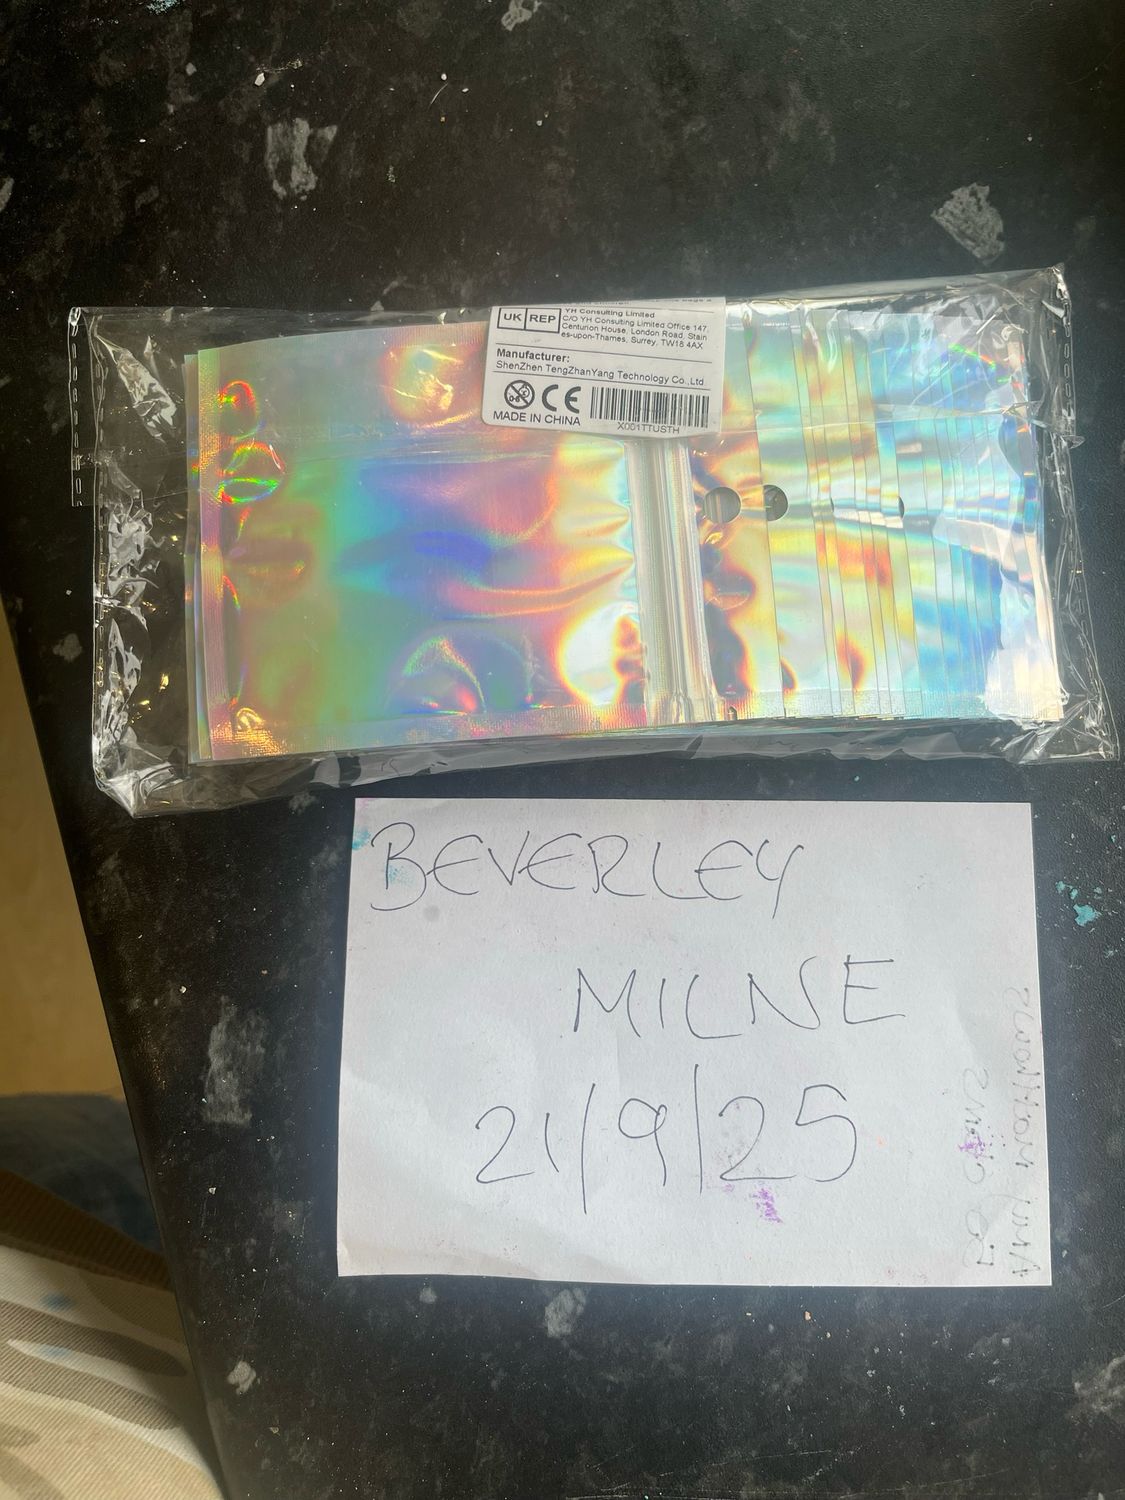 UK REP
YH Consulting Limited
C/O YH Consulting Limited Office 147,
Centurion House, London Road, Stain
es-upon-Thames, Surrey, TW18 4AX
Manufacturer:
ShenZhen TengZhanYang Technology Co.,Ltd
CE
MADE IN CHINA
X001TTUSTH
BEVERLEY
MILNE
21/9/25